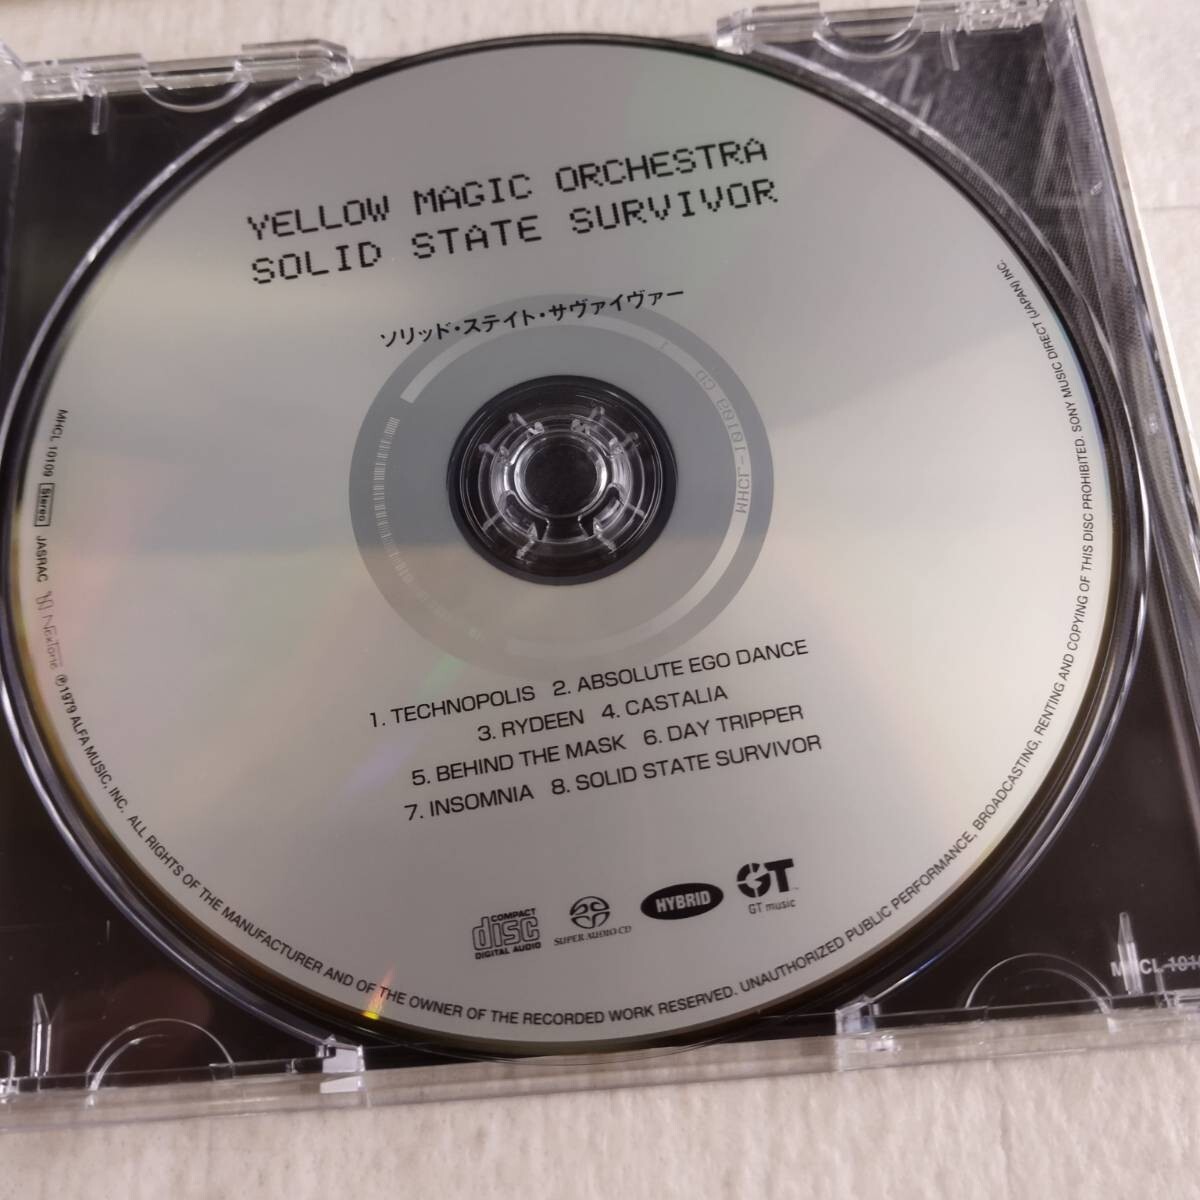 YELLOW MAGIC ORCHESTRA
SOLID STATE SURVIVOR
ソリッド・ステイト・サヴァイヴァー
1. TECHNOPOLIS 2. ABSOLUTE EGO DANCE
3. RYDEEN 4. CASTALIA
5. BEHIND THE MASK 6. DAY TRIPPER
7. INSOMNIA 8. SOLID STATE SURVIVOR
COMPACT
disc
DIGITAL AUDIO
SUPER AUDIO CD
HYBRID
GT
GT music
MHCL 10109 Stereo JASRAC NexTone ℗1979 ALFA MUSIC, INC. ALL RIGHTS OF THE MANUFACTURER AND OF THE OWNER OF THE RECORDED WORK RESERVED. UNAUTHORIZED PUBLIC PERFORMANCE, BROADCASTING, RENTING AND COPYING OF THIS DISC PROHIBITED. SONY MUSIC DIRECT (JAPAN) INC.